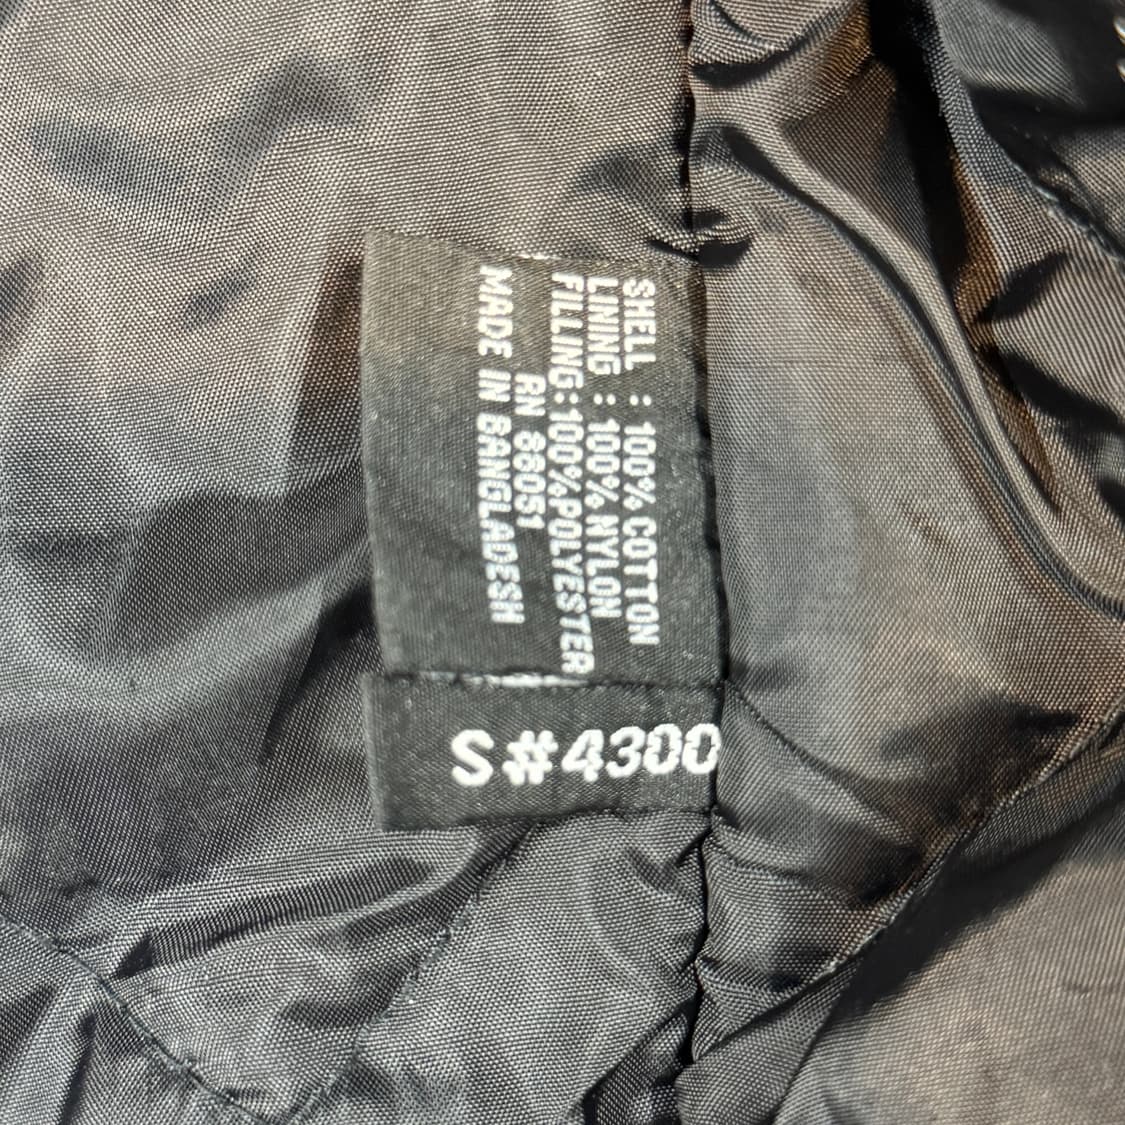 SHELL : 100% COTTON
LINING : 100% NYLON
FILLING:100%POLYESTER
RN 86051
MADE IN BANGLADESH
S#4300